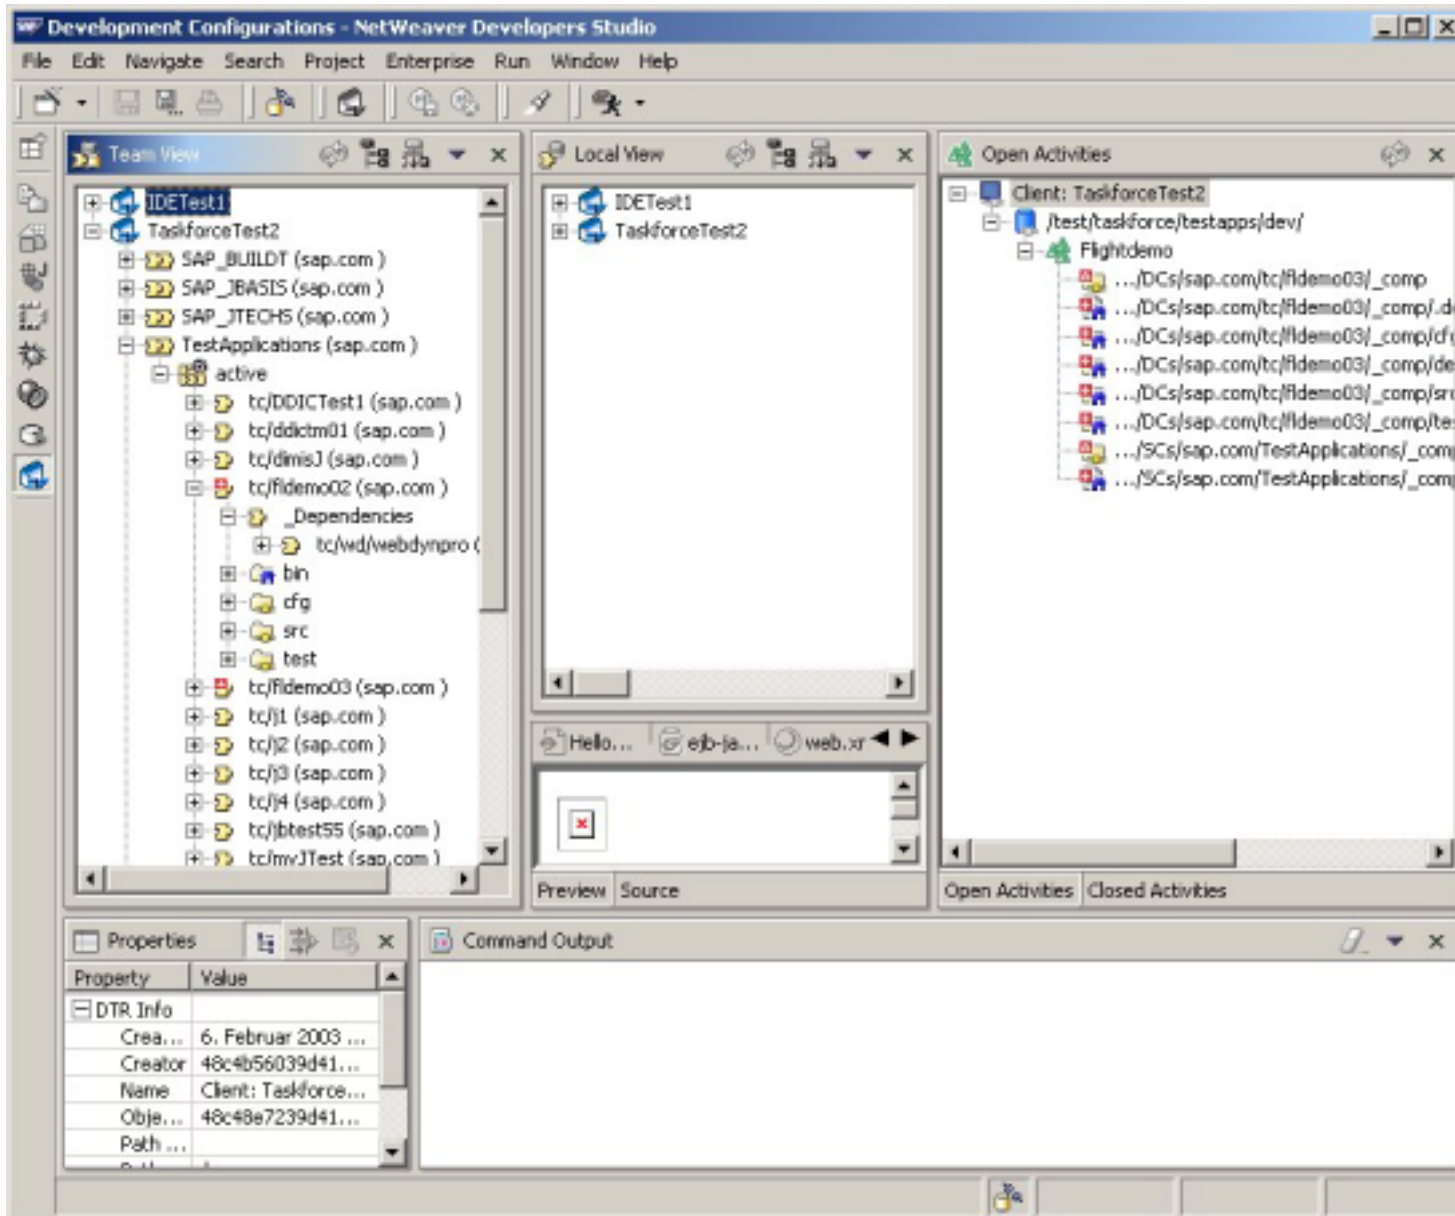 Development Configurations - NetWeaver Developers Studio
File Edit Navigate Search Project Enterprise Run Window Help
Team View
IDETest1
TaskforceTest2
SAP_BUILDT (sap.com )
SAP_JBASIS (sap.com )
SAP_JTECHS (sap.com )
TestApplications (sap.com )
active
tc/DDICTest1 (sap.com )
tc/ddictm01 (sap.com )
tc/dimisJ (sap.com )
tc/fldemo02 (sap.com )
_Dependencies
tc/wd/webdynpro (
bin
cfg
src
test
tc/fldemo03 (sap.com )
tc/j1 (sap.com )
tc/j2 (sap.com )
tc/j3 (sap.com )
tc/j4 (sap.com )
tc/jbtest55 (sap.com )
tc/myJTest (sap.com )
Local View
IDETest1
TaskforceTest2
Hello... ejb-ja... web.xr
Preview Source
Open Activities
Client: TaskforceTest2
/test/taskforce/testapps/dev/
Flightdemo
.../DCs/sap.com/tc/fldemo03/_comp
.../DCs/sap.com/tc/fldemo03/_comp/.d
.../DCs/sap.com/tc/fldemo03/_comp/cf
.../DCs/sap.com/tc/fldemo03/_comp/de
.../DCs/sap.com/tc/fldemo03/_comp/sr
.../DCs/sap.com/tc/fldemo03/_comp/te
.../SCs/sap.com/TestApplications/_com
.../SCs/sap.com/TestApplications/_com
Open Activities Closed Activities
Properties
Property Value
DTR Info
Crea... 6. Februar 2003 ...
Creator 48c4b56039d41...
Name Client: Taskforce...
Obje... 48c48e7239d41...
Path ...
Command Output